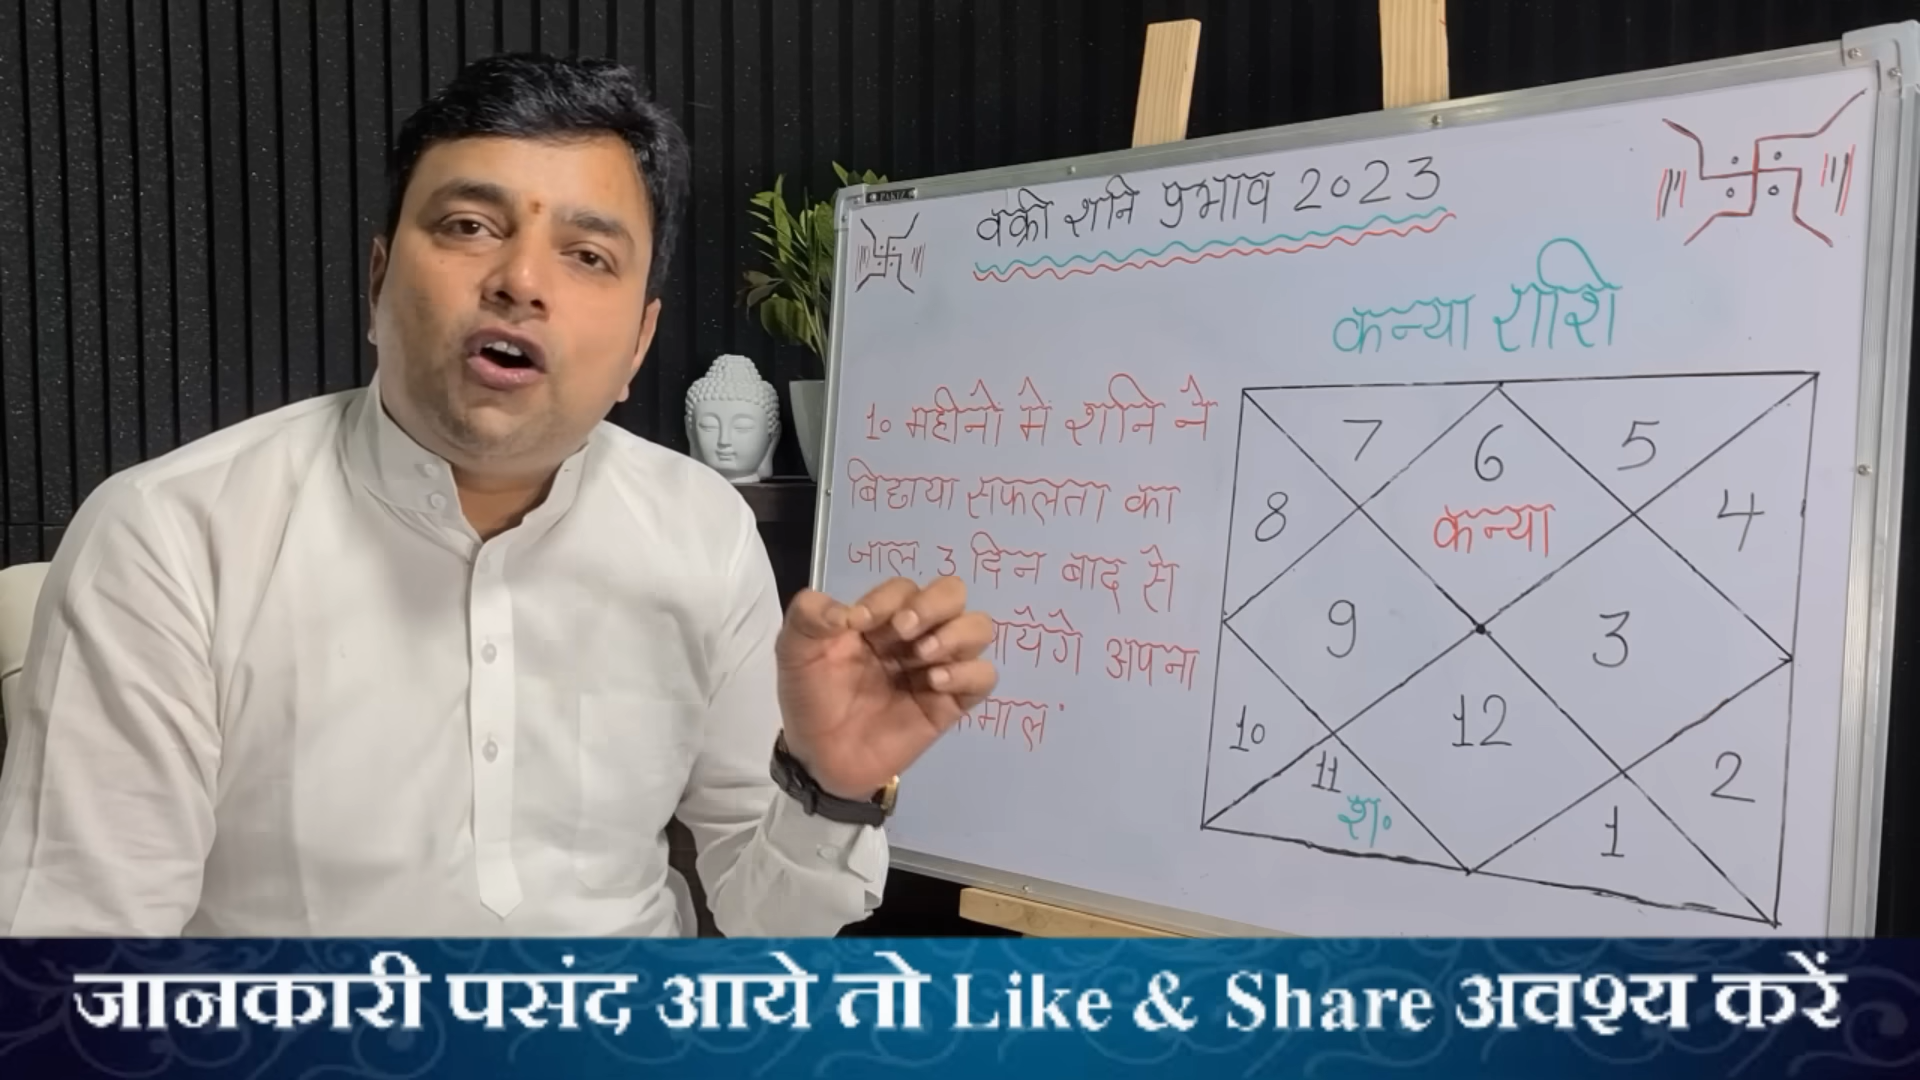 वक्री शनि प्रभाव 2023
कन्या राशि
10 महीनो में शनि ने
बिछाया सफलता का
जाल, 3 दिन बाद से
अपना
7
6
5
8
कन्या
4
9
3
10
12
11
2
श॰
1
जानकारी पसंद आये तो Like & Share अवश्य करें